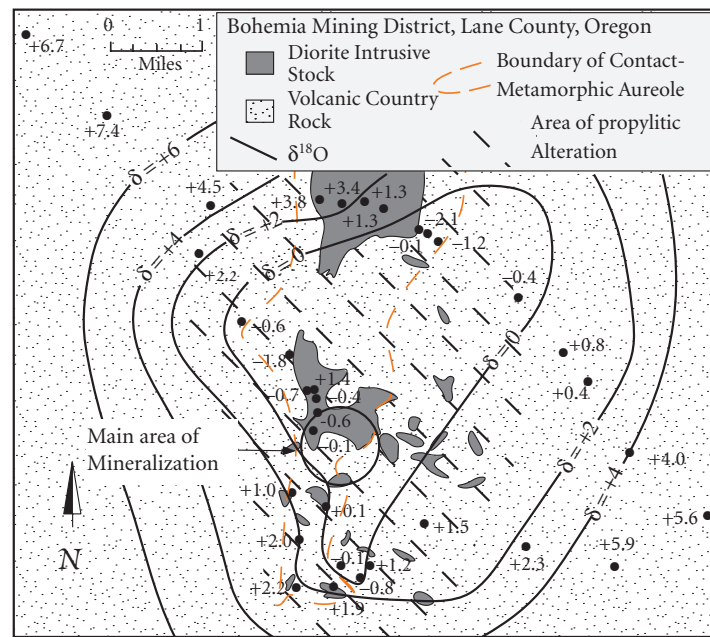 Bohemia Mining District, Lane County, Oregon
0 1
Miles
Diorite Intrusive
Stock
Volcanic Country
Rock
δ¹⁸O
Boundary of Contact-
Metamorphic Aureole
Area of propylitic
Alteration
+6.7
+7.4
δ = +6
+4.5
δ = +4
+3.8
+3.4
+1.3
+1.3
δ = +2
-2.1
-0.1
-1.2
+2.2
δ = 0
-0.4
-0.6
-1.8
δ = 0
+0.8
+1.4
-0.7
-0.4
+0.4
-0.6
Main area of
Mineralization
-0.1
δ = +2
+4.0
δ = +4
+1.0
+0.1
+1.5
+5.6
+2.0
-0.1
+1.2
+2.3
+5.9
+2.2
-0.8
+1.9
N